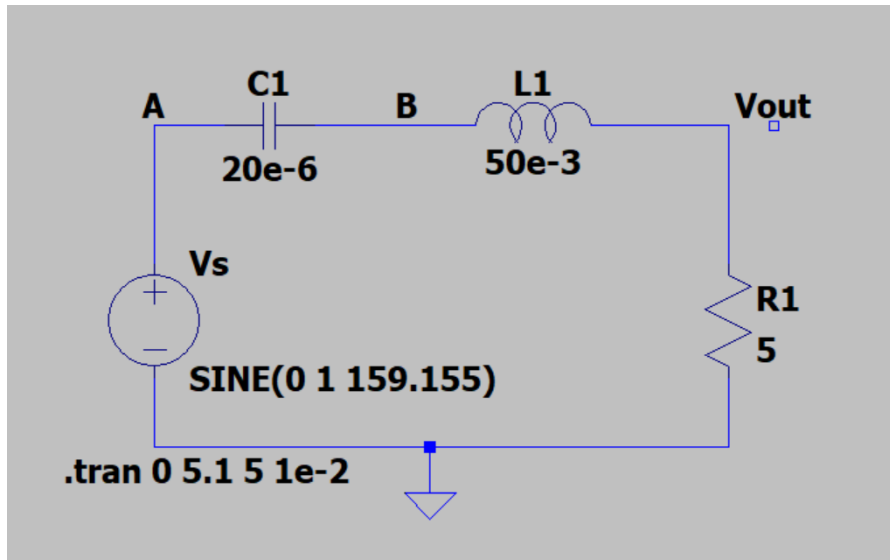 C1
L1
A
B
Vout
20e-6
50e-3
Vs
R1
5
SINE(0 1 159.155)
.tran 0 5.1 5 1e-2